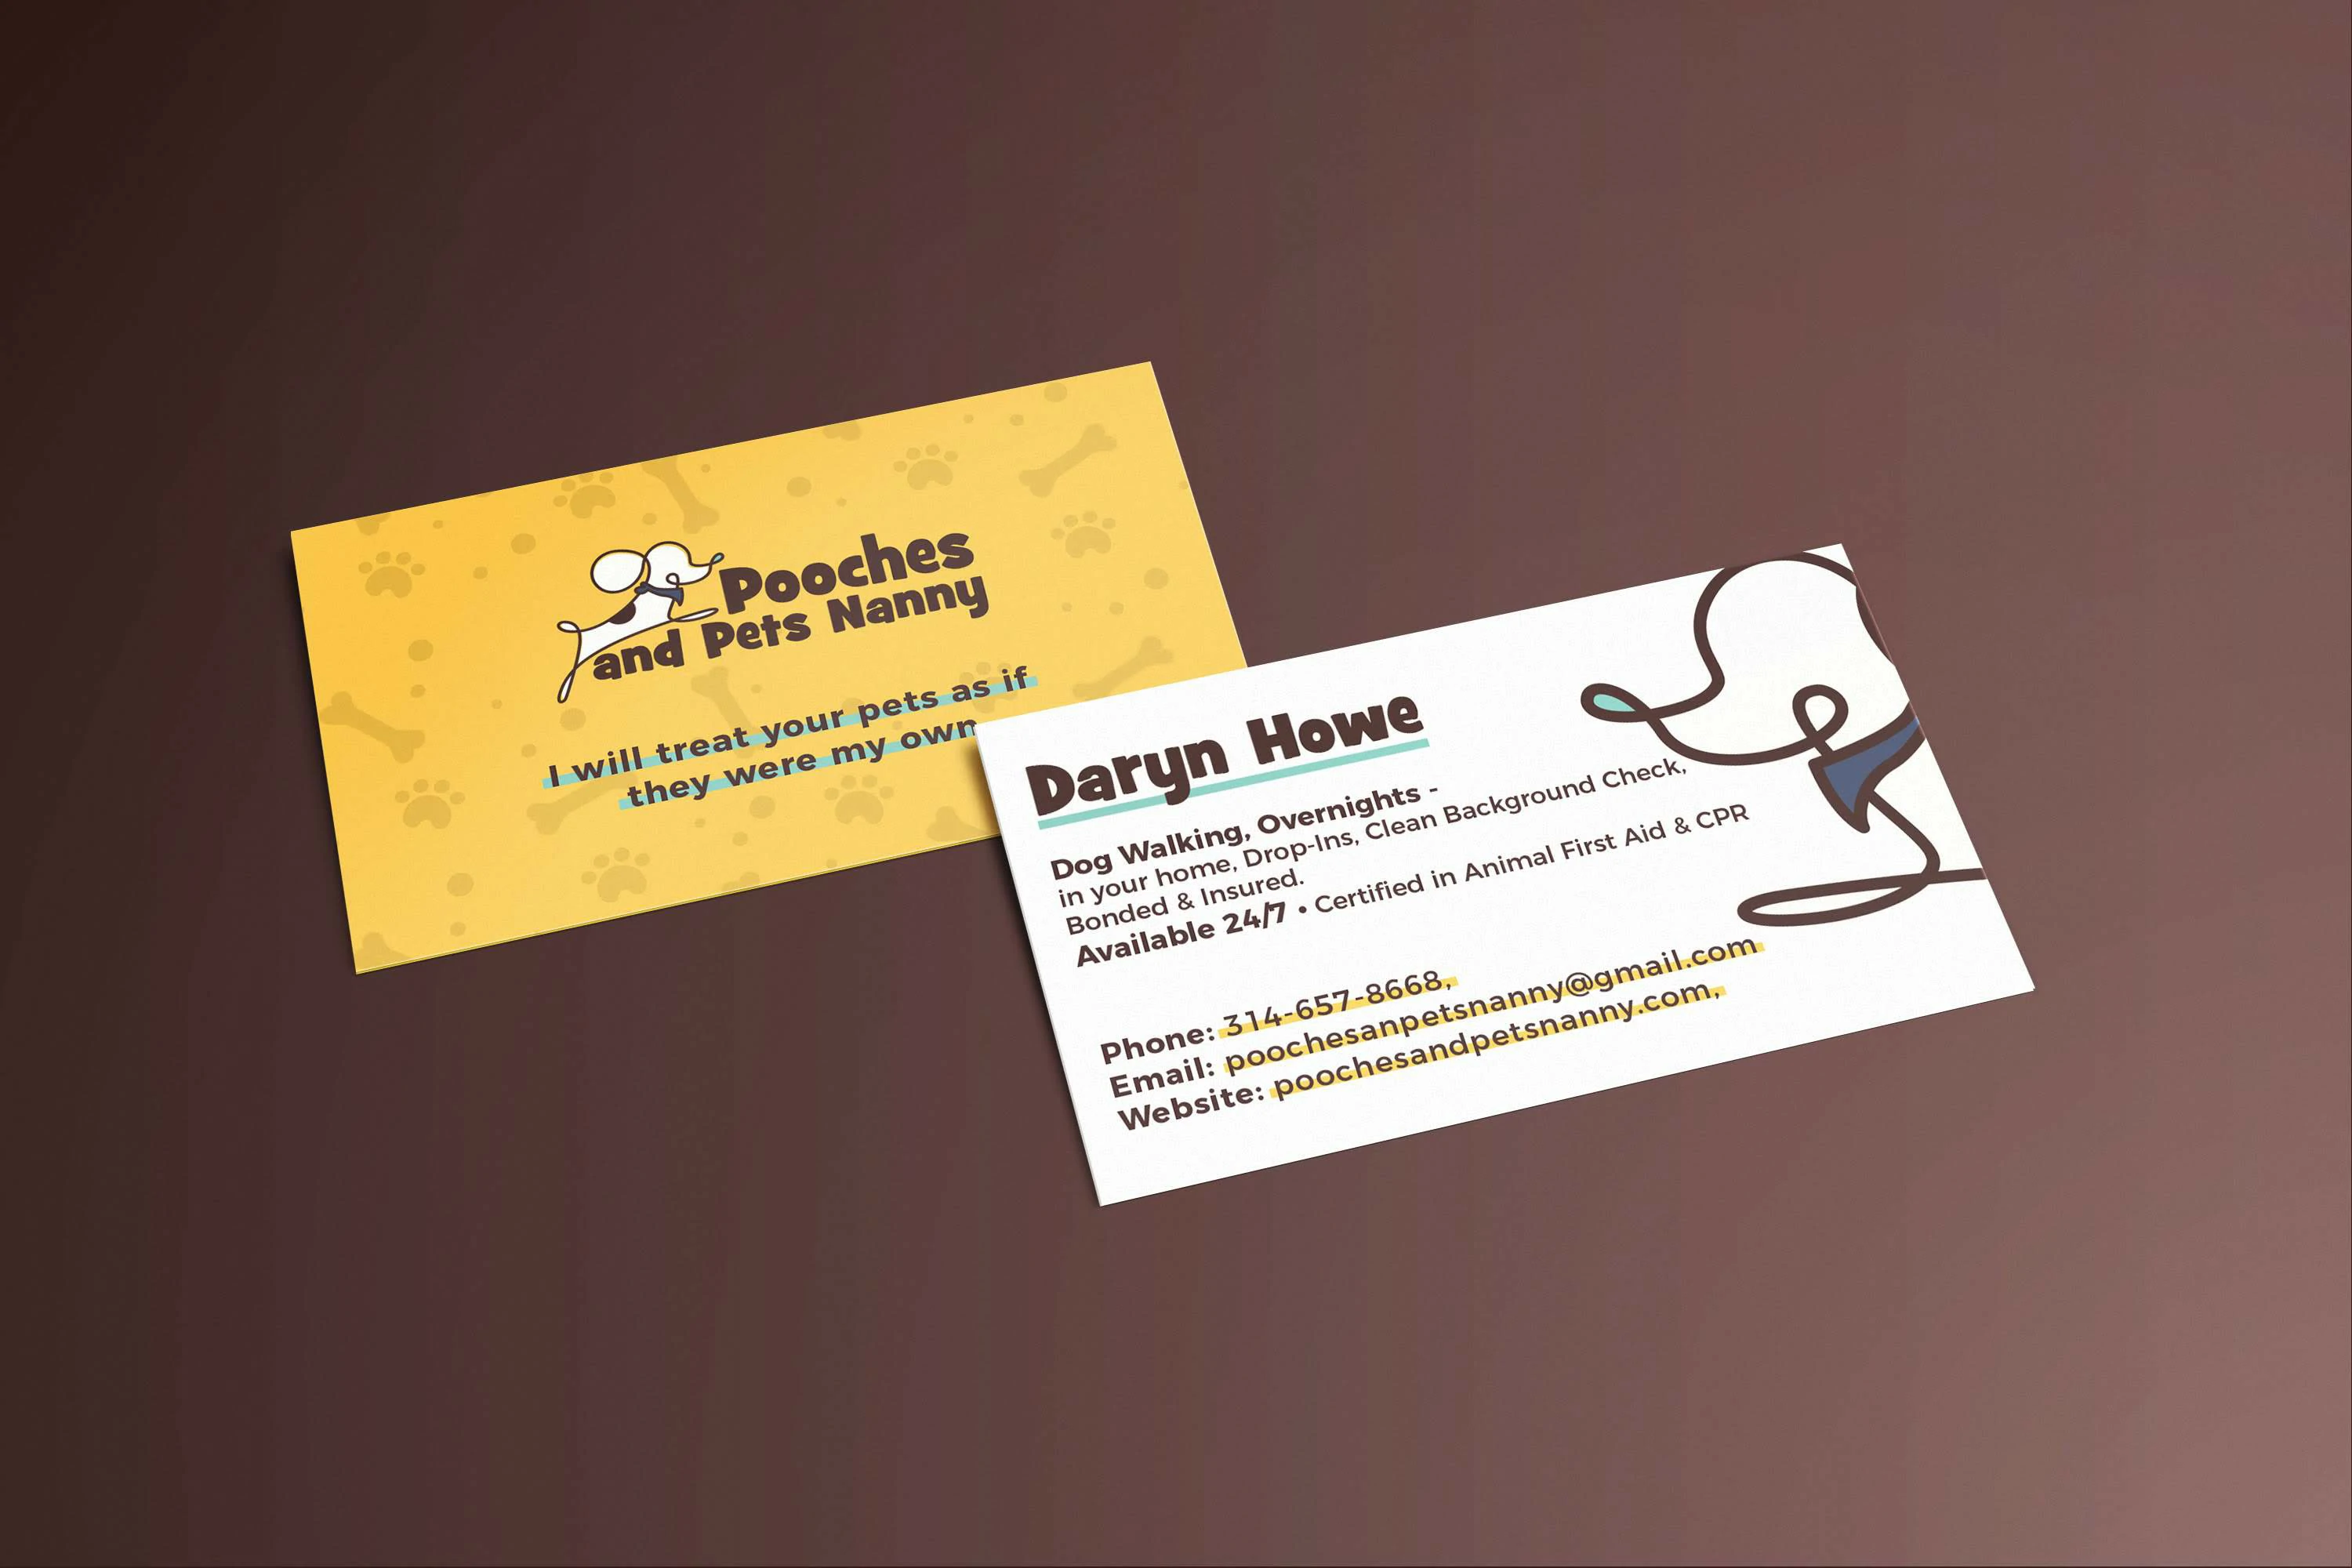 Pooches
and Pets Nanny
I will treat your pets as if
they were my own
Daryn Howe
Dog Walking, Overnights -
in your home, Drop-Ins, Clean Background Check,
Bonded & Insured.
Available 24/7 • Certified in Animal First Aid & CPR
Phone: 314-657-8668,
Email: poochesanpetsnanny@gmail.com
Website: poochesandpetsnanny.com,